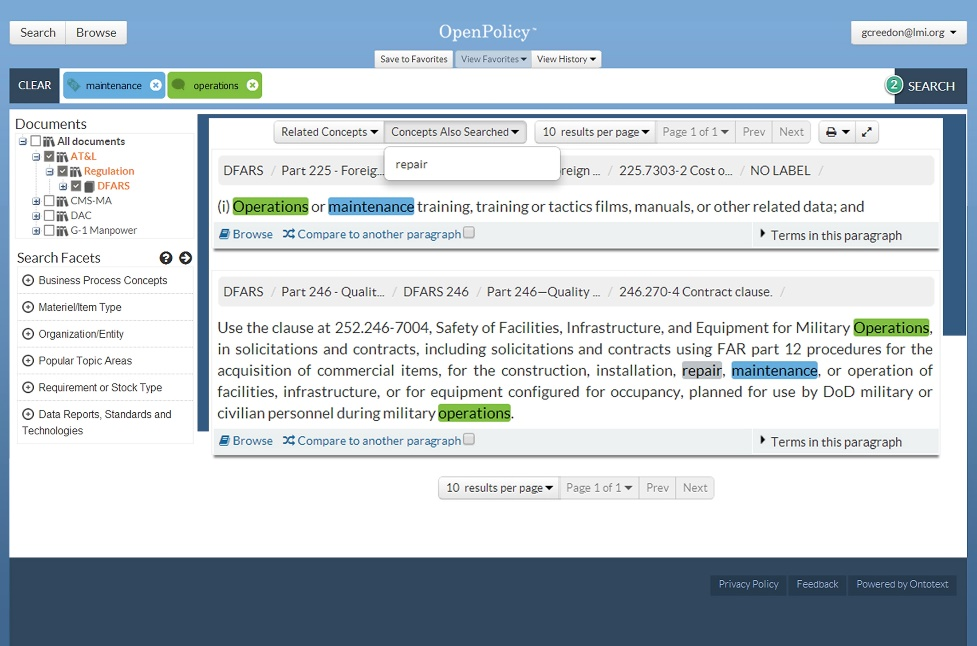 Search Browse
OpenPolicy™
gcreedon@lmi.org
Save to Favorites View Favorites View History
CLEAR maintenance operations 2 SEARCH
Documents
All documents
AT&L
Regulation
DFARS
CMS-MA
DAC
G-1 Manpower
Search Facets
Business Process Concepts
Materiel/Item Type
Organization/Entity
Popular Topic Areas
Requirement or Stock Type
Data Reports, Standards and
Technologies
Related Concepts Concepts Also Searched 10 results per page Page 1 of 1 Prev Next
repair
DFARS / Part 225 - Foreig... reign ... / 225.7303-2 Cost o... / NO LABEL /
(i) Operations or maintenance training, training or tactics films, manuals, or other related data; and
Browse Compare to another paragraph Terms in this paragraph
DFARS / Part 246 - Qualit... / DFARS 246 / Part 246—Quality ... / 246.270-4 Contract clause. /
Use the clause at 252.246-7004, Safety of Facilities, Infrastructure, and Equipment for Military Operations,
in solicitations and contracts, including solicitations and contracts using FAR part 12 procedures for the
acquisition of commercial items, for the construction, installation, repair, maintenance, or operation of
facilities, infrastructure, or for equipment configured for occupancy, planned for use by DoD military or
civilian personnel during military operations.
Browse Compare to another paragraph Terms in this paragraph
10 results per page Page 1 of 1 Prev Next
Privacy Policy Feedback Powered by Ontotext